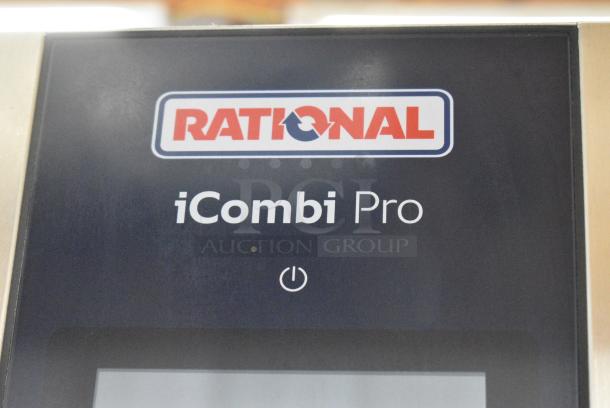 RATIONAL
iCombi Pro
PCI
AUCTION GROUP